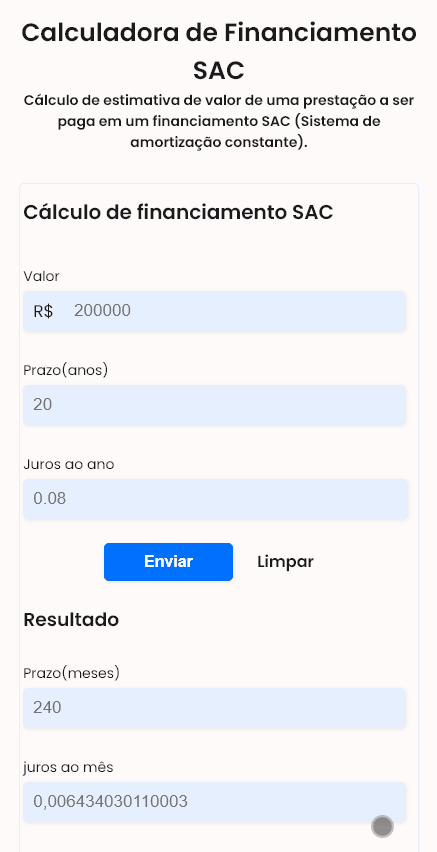 Calculadora de Financiamento
SAC
Cálculo de estimativa de valor de uma prestação a ser
paga em um financiamento SAC (Sistema de
amortização constante).
Cálculo de financiamento SAC
Valor
R$ 200000
Prazo(anos)
20
Juros ao ano
0.08
Enviar Limpar
Resultado
Prazo(meses)
240
juros ao mês
0,006434030110003